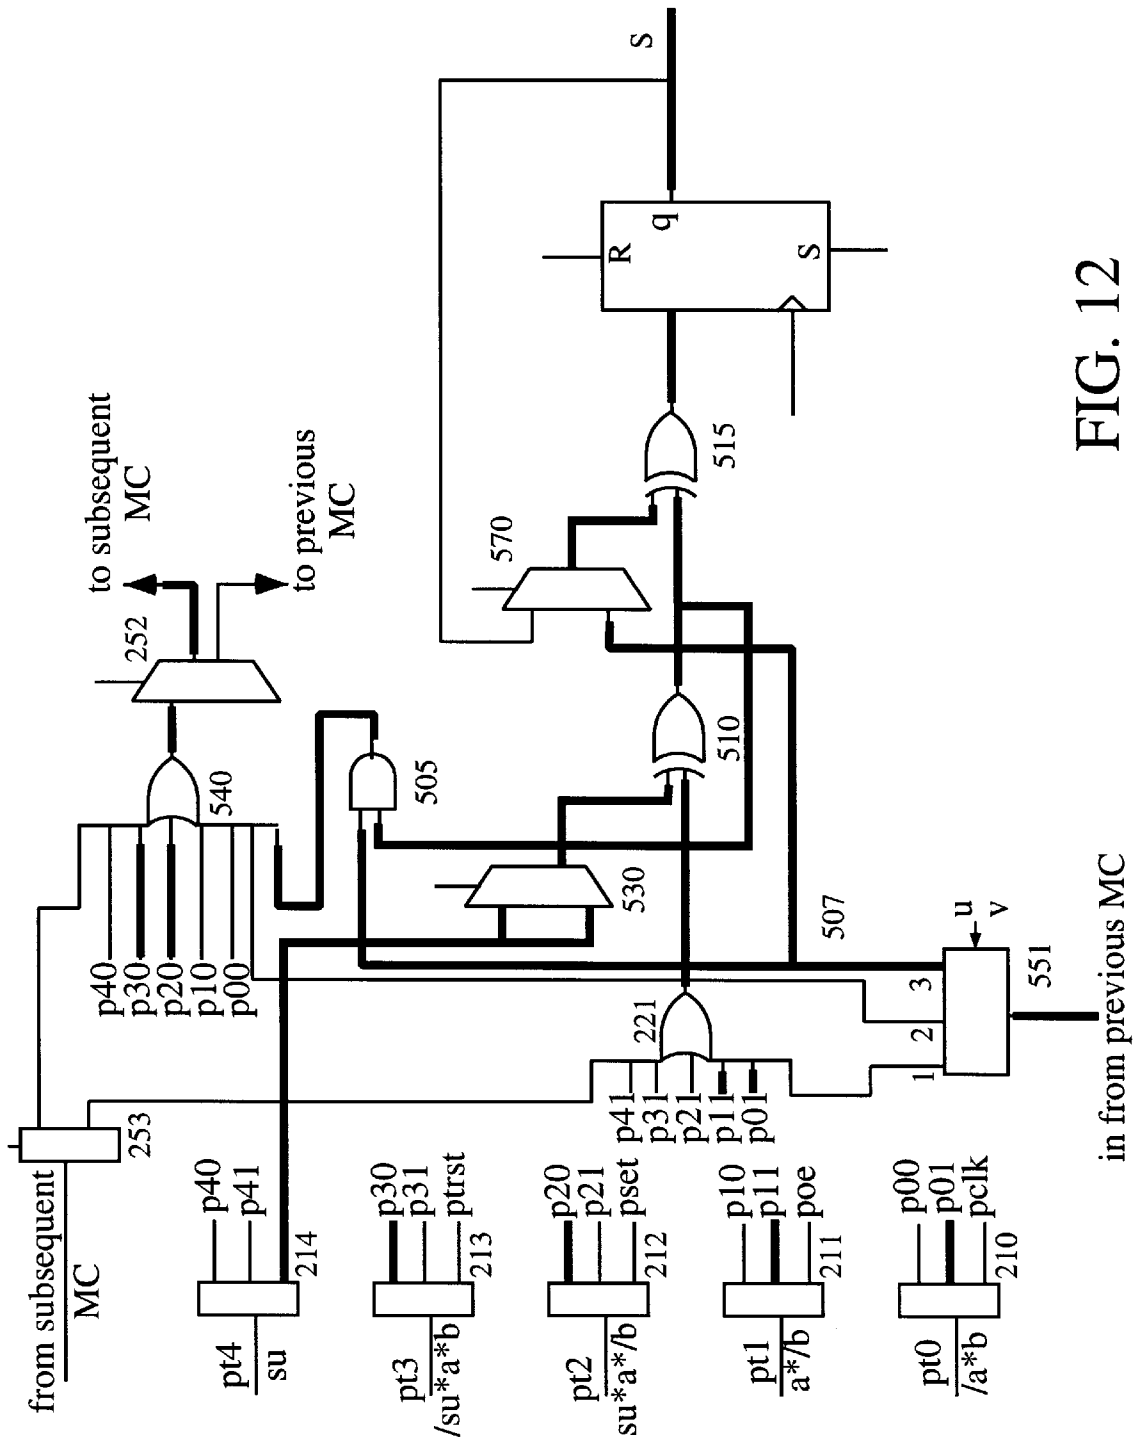 from subsequent
MC
253
to subsequent
MC
to previous
MC
252
540
p40
p30
p20
p10
p00
pt4
su
p40
p41
214
pt3
/su*a*b
p30
p31
ptrst
213
pt2
su*a*/b
p20
p21
pset
212
pt1
a*/b
p10
p11
poe
211
pt0
/a*b
p00
p01
pclk
210
p41
p31
p21
p11
p01
221
505
530
510
570
515
507
1
2
3
u
v
551
in from previous MC
R
q
S
S
FIG. 12